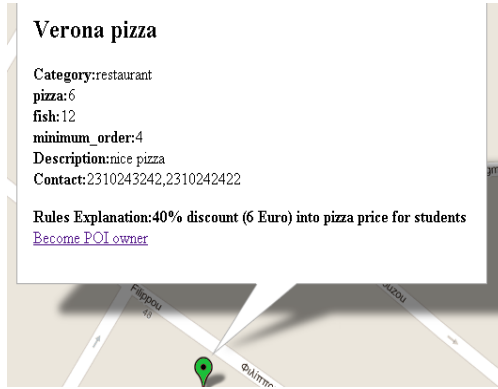 Verona pizza
Category:restaurant
pizza:6
fish:12
minimum_order:4
Description:nice pizza
Contact:2310243242,2310242422
Rules Explanation:40% discount (6 Euro) into pizza price for students
Become POI owner
Filippou
48